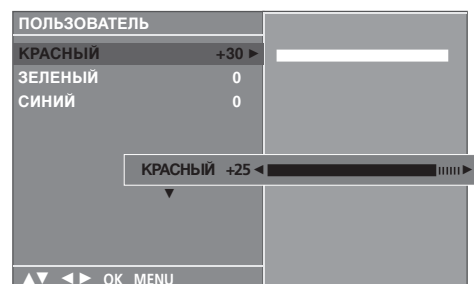 ПОЛЬЗОВАТЕЛЬ
КРАСНЫЙ +30 ►
ЗЕЛЕНЫЙ 0
СИНИЙ 0
КРАСНЫЙ +25 ◄ ►
▼
▲▼ ◄► OK MENU